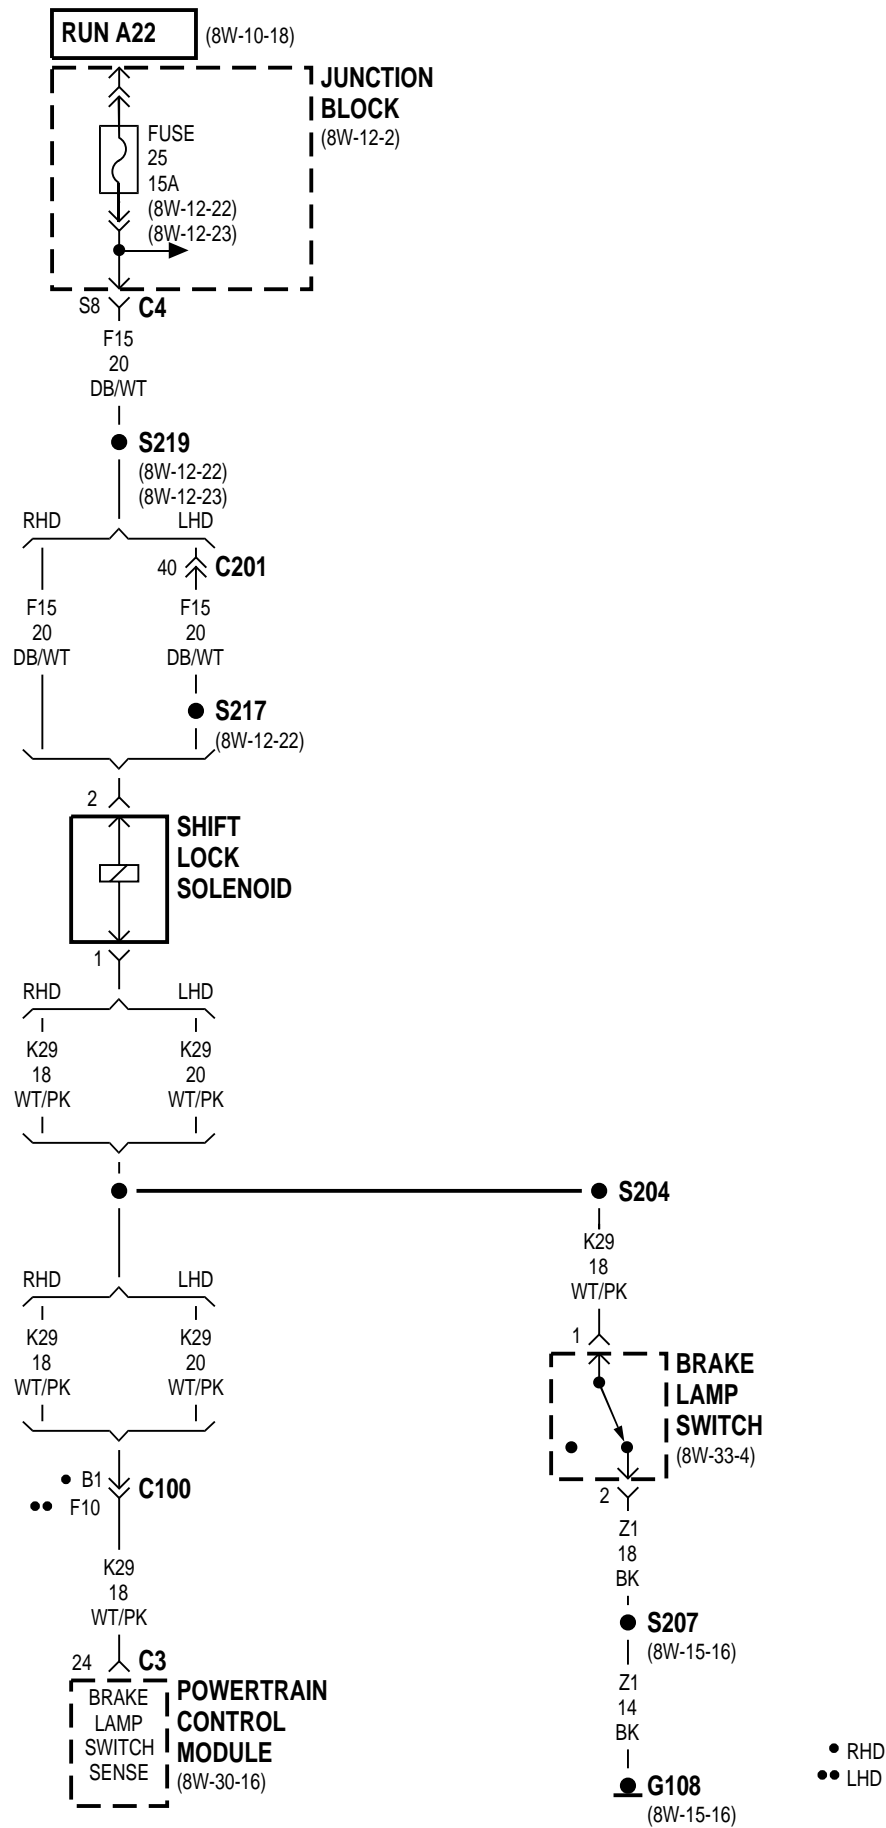 RUN A22 (8W-10-18)
JUNCTION
BLOCK
(8W-12-2)
FUSE
25
15A
(8W-12-22)
(8W-12-23)
S8 C4
F15
20
DB/WT
S219
(8W-12-22)
(8W-12-23)
RHD LHD
40 C201
F15 F15
20 20
DB/WT DB/WT
S217
(8W-12-22)
2
SHIFT
LOCK
SOLENOID
1
RHD LHD
K29 K29
18 20
WT/PK WT/PK
S204
K29
18
WT/PK
RHD LHD
K29 K29
18 20
WT/PK WT/PK
1
BRAKE
LAMP
SWITCH
(8W-33-4)
2
• B1 C100
•• F10
Z1
18
BK
K29
18
WT/PK
S207
(8W-15-16)
24 C3
BRAKE
LAMP
SWITCH
SENSE
POWERTRAIN
CONTROL
MODULE
(8W-30-16)
Z1
14
BK
G108
(8W-15-16)
• RHD
•• LHD